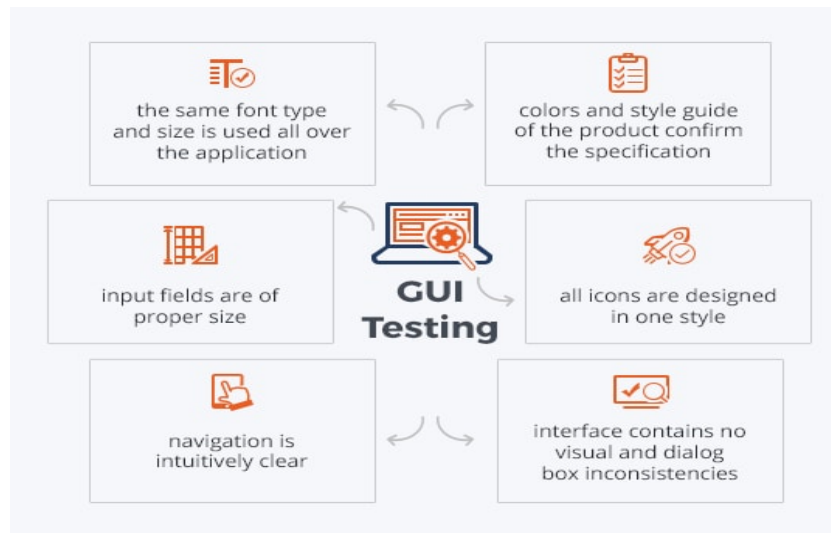 the same font type
and size is used all over
the application
colors and style guide
of the product confirm
the specification
input fields are of
proper size
GUI
Testing
all icons are designed
in one style
navigation is
intuitively clear
interface contains no
visual and dialog
box inconsistencies